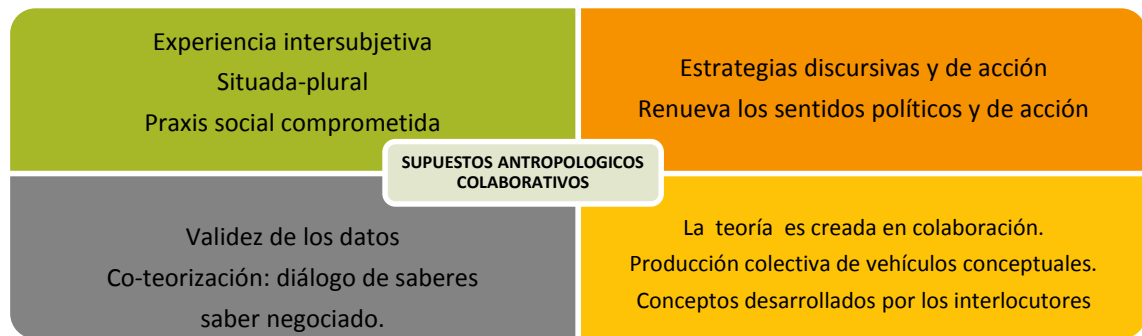 Experiencia intersubjetiva
Situada-plural
Praxis social comprometida
Estrategias discursivas y de acción
Renueva los sentidos políticos y de acción
SUPUESTOS ANTROPOLOGICOS
COLABORATIVOS
Validez de los datos
Co-teorización: diálogo de saberes
saber negociado.
La teoría es creada en colaboración.
Producción colectiva de vehículos conceptuales.
Conceptos desarrollados por los interlocutores